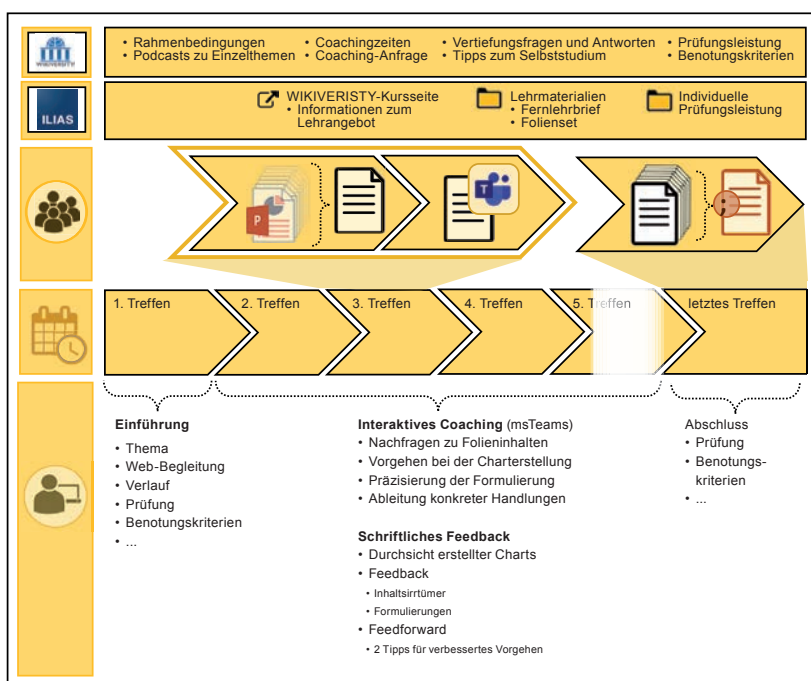 WIKIVERSITY
• Rahmenbedingungen
• Podcasts zu Einzelthemen
• Coachingzeiten
• Coaching-Anfrage
• Vertiefungsfragen und Antworten
• Tipps zum Selbststudium
• Prüfungsleistung
• Benotungskriterien
ILIAS
WIKIVERISTY-Kursseite
• Informationen zum
Lehrangebot
Lehrmaterialien
• Fernlehrbrief
• Folienset
Individuelle
Prüfungsleistung
P
T
;
1. Treffen
2. Treffen
3. Treffen
4. Treffen
5. Treffen
letztes Treffen
Einführung
• Thema
• Web-Begleitung
• Verlauf
• Prüfung
• Benotungskriterien
• ...
Interaktives Coaching (msTeams)
• Nachfragen zu Folieninhalten
• Vorgehen bei der Charterstellung
• Präzisierung der Formulierung
• Ableitung konkreter Handlungen
Schriftliches Feedback
• Durchsicht erstellter Charts
• Feedback
• Inhaltsirrtümer
• Formulierungen
• Feedforward
• 2 Tipps für verbessertes Vorgehen
Abschluss
• Prüfung
• Benotungs-
kriterien
• ...